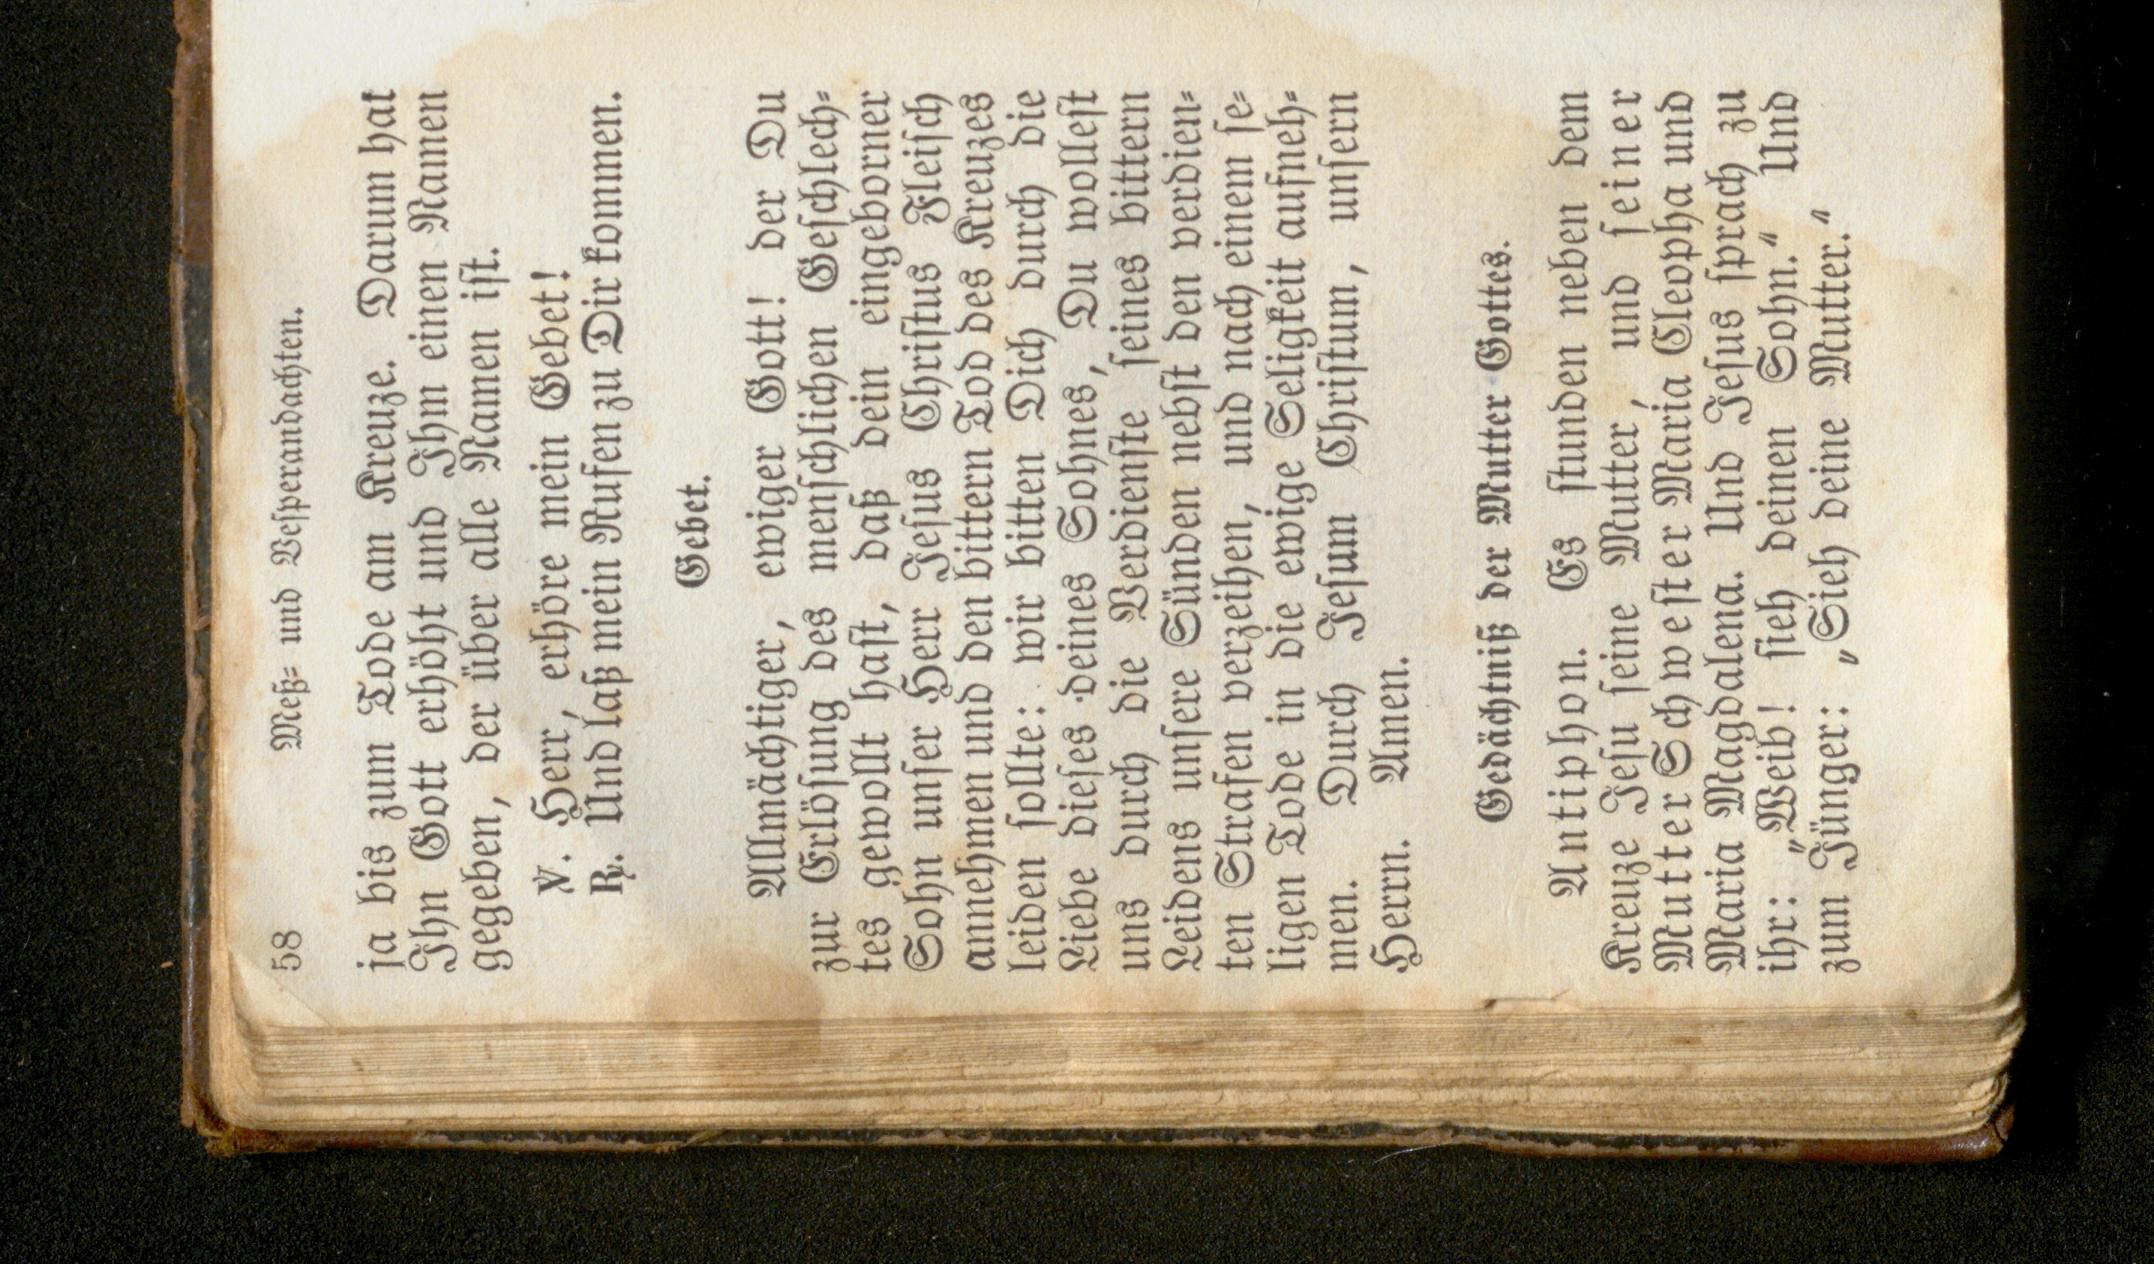 58 Meß- und Vesperandachten.
ja bis zum Tode am Kreuze. Darum hat
Ihn Gott erhöht und Ihm einen Namen
gegeben, der über alle Namen ist.
℣. Herr, erhöre mein Gebet!
℟. Und laß mein Rufen zu Dir kommen.
Gebet.
Allmächtiger, ewiger Gott! der Du
zur Erlösung des menschlichen Geschlech-
tes gewollt hast, daß dein eingeborner
Sohn unser Herr Jesus Christus Fleisch
annehmen und den bittern Tod des Kreuzes
leiden sollte: wir bitten Dich durch die
Liebe dieses deines Sohnes, Du wollest
uns durch die Verdienste seines bittern
Leidens unsere Sünden nebst den verdien-
ten Strafen verzeihen, und nach einem se-
ligen Tode in die ewige Seligkeit aufneh-
men. Durch Jesum Christum, unsern
Herrn. Amen.
Gedächtniß der Mutter Gottes.
Antiphon. Es stunden neben dem
Kreuze Jesu seine Mutter, und seiner
Mutter Schwester Maria Cleopha und
Maria Magdalena. Und Jesus sprach zu
ihr: „Weib! sieh deinen Sohn.“ Und
zum Jünger: „Sieh deine Mutter.“